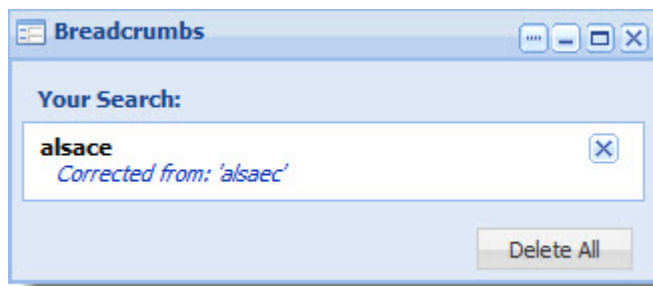 Breadcrumbs
Your Search:
alsace
Corrected from: 'alsaec'
Delete All